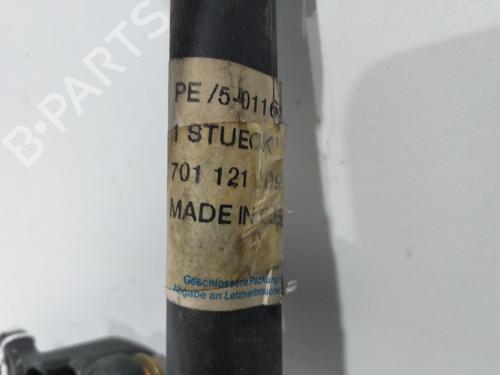 B-PARTS
PE /5-0116
1 STUECK
701 121
MADE IN
Geschlossene Packung
Abgabe an Letztverbraucher